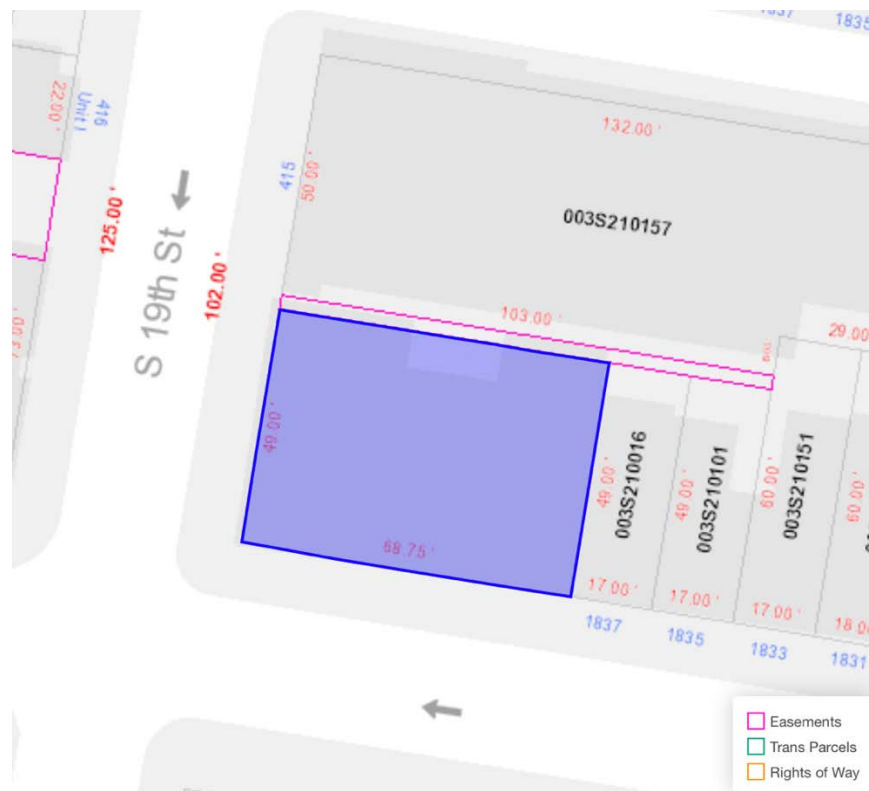 1835
22.00 '
416
Unit I
132.00 '
415
50.00 '
125.00 '
S 19th St
003S210157
102.00 '
103.00 '
29.00
73.00 '
49.00 '
49.00 '
003S210016
49.00 '
003S210101
60.00 '
003S210151
60.00 '
68.75 '
17.00 '
17.00 '
17.00 '
18.00
1837
1835
1833
1831
Easements
Trans Parcels
Rights of Way